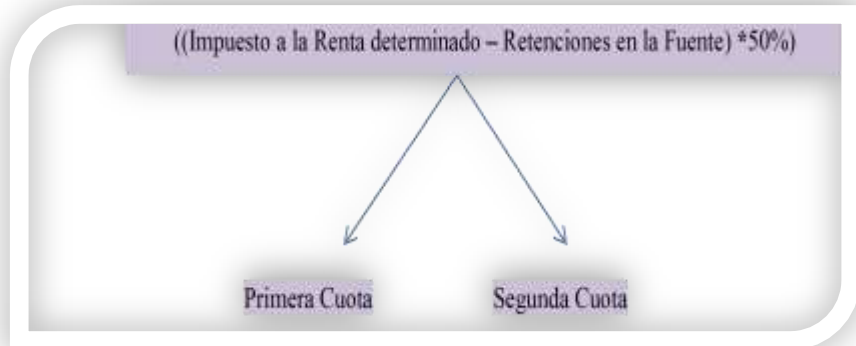 ((Impuesto a la Renta determinado – Retenciones en la Fuente) *50%)
Primera Cuota
Segunda Cuota